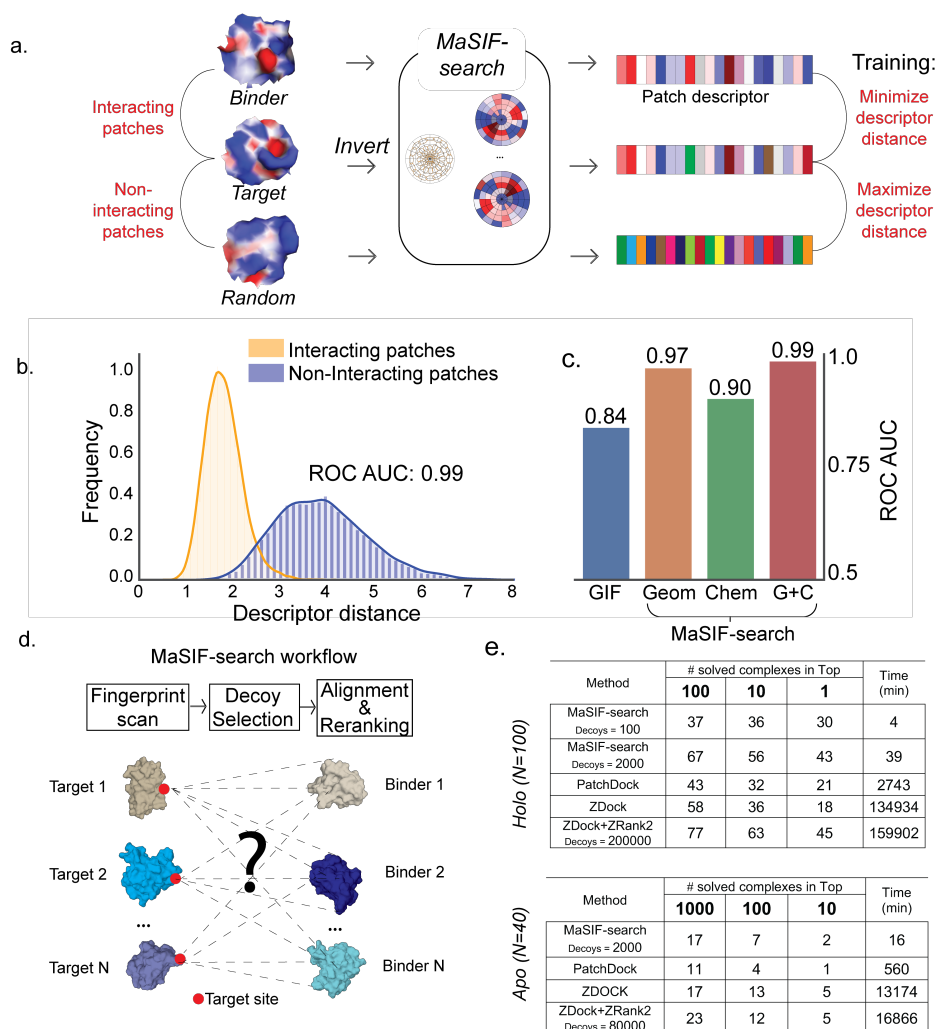 a.
Interacting
patches
Non-
interacting
patches
Binder
Target
Random
Invert
MaSIF-
search
...
Patch descriptor
Training:
Minimize
descriptor
distance
Maximize
descriptor
distance
b.
Interacting patches
Non-Interacting patches
ROC AUC: 0.99
Frequency
1.0
0.8
0.6
0.4
0.2
0.0
0 1 2 3 4 5 6 7 8
Descriptor distance
c.
0.84
0.97
0.90
0.99
1.0
0.75
0.5
ROC AUC
GIF Geom Chem G+C
MaSIF-search
d.
MaSIF-search workflow
Fingerprint
scan
Decoy
Selection
Alignment
&
Reranking
Target 1
Binder 1
?
Target 2
Binder 2
...
...
Target N
Binder N
Target site
e.
Holo (N=100)
Method # solved complexes in Top Time
(min)
100 10 1
MaSIF-search
Decoys = 100
37 36 30 4
MaSIF-search
Decoys = 2000
67 56 43 39
PatchDock 43 32 21 2743
ZDock 58 36 18 134934
ZDock+ZRank2
Decoys = 200000
77 63 45 159902
Apo (N=40)
Method # solved complexes in Top Time
(min)
1000 100 10
MaSIF-search
Decoys = 2000
17 7 2 16
PatchDock 11 4 1 560
ZDOCK 17 13 5 13174
ZDock+ZRank2
Decoys = 80000
23 12 5 16866